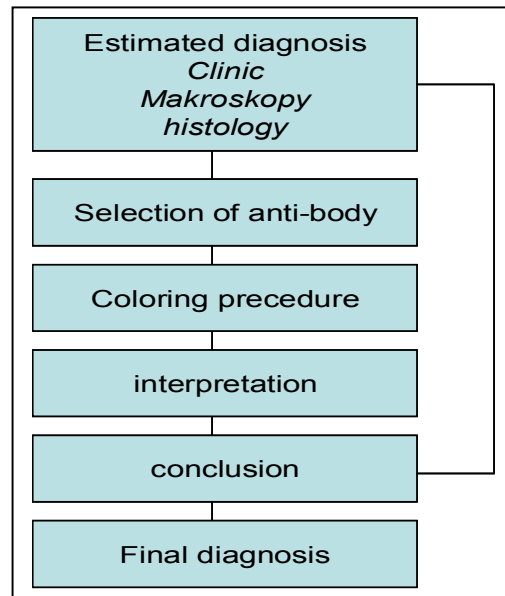 Estimated diagnosis
Clinic
Makroskopy
histology
Selection of anti-body
Coloring precedure
interpretation
conclusion
Final diagnosis